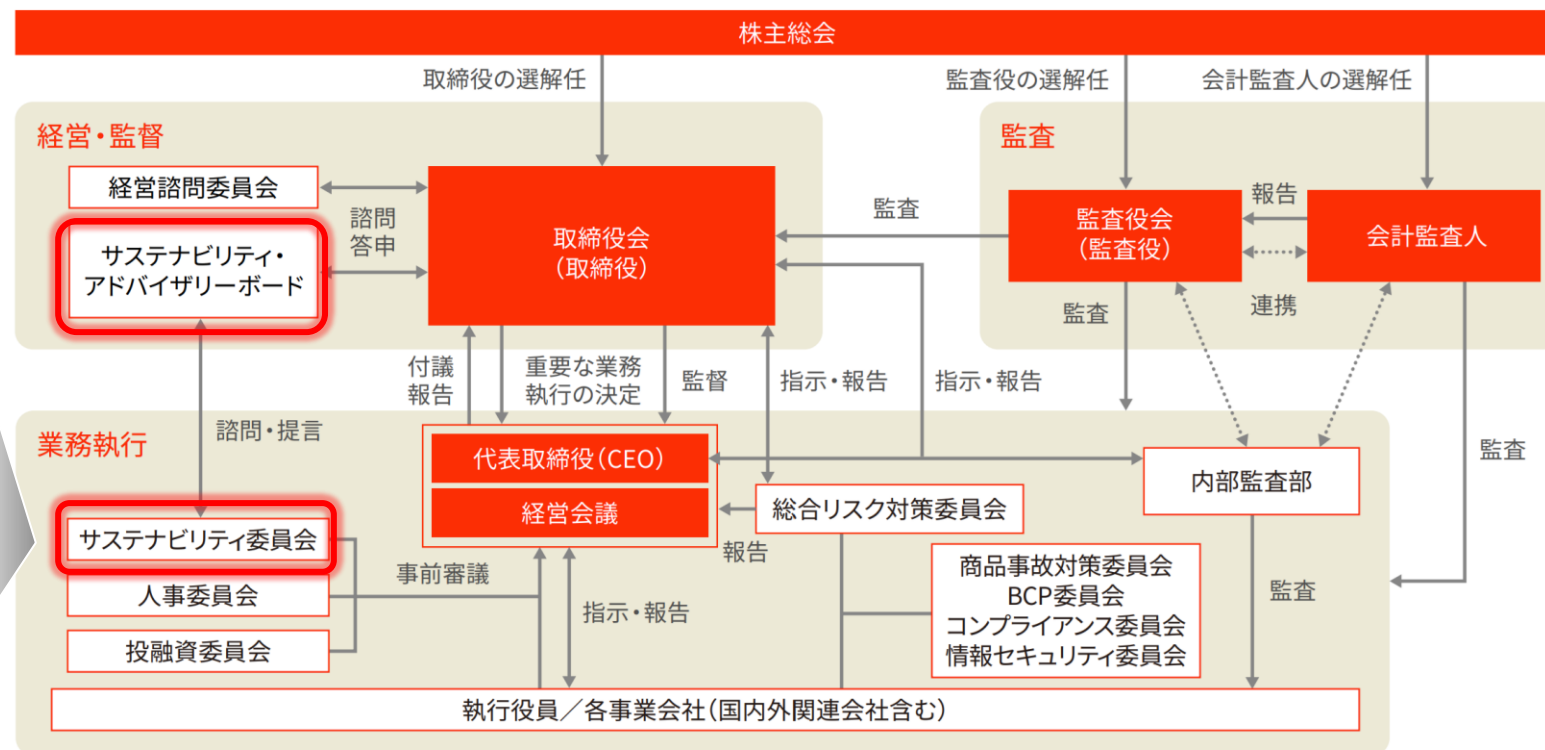 株主総会
取締役の選解任
監査役の選解任
会計監査人の選解任
経営・監督
監査
経営諮問委員会
諮問
答申
サステナビリティ・
アドバイザリーボード
取締役会
（取締役）
監査
監査役会
（監査役）
報告
連携
会計監査人
付議
報告
重要な業務
執行の決定
監督
指示・報告
指示・報告
監査
業務執行
諮問・提言
代表取締役（CEO）
経営会議
総合リスク対策委員会
報告
内部監査部
監査
サステナビリティ委員会
人事委員会
投融資委員会
事前審議
指示・報告
商品事故対策委員会
BCP委員会
コンプライアンス委員会
情報セキュリティ委員会
監査
執行役員／各事業会社（国内外関連会社含む）